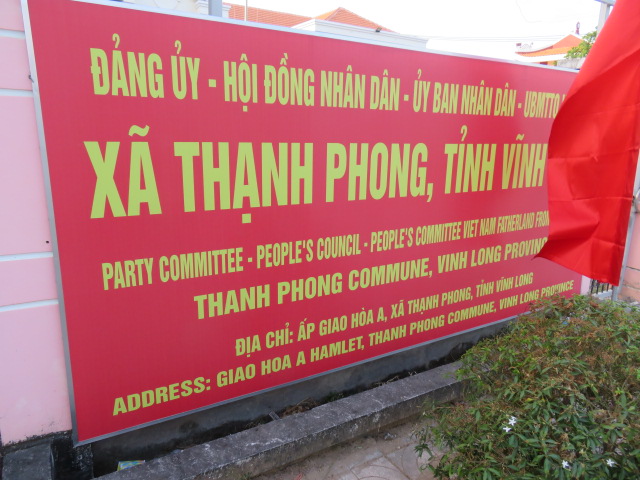 ĐẢNG ỦY - HỘI ĐỒNG NHÂN DÂN - ỦY BAN NHÂN DÂN - UBMTTQ
XÃ THẠNH PHONG, TỈNH VĨNH
PARTY COMMITTEE - PEOPLE'S COUNCIL - PEOPLE'S COMMITTEE VIET NAM FATHERLAND FRON
THANH PHONG COMMUNE, VINH LONG PROVINCE
ĐỊA CHỈ: ẤP GIAO HÒA A, XÃ THẠNH PHONG, TỈNH VĨNH LONG
ADDRESS: GIAO HOA A HAMLET, THANH PHONG COMMUNE, VINH LONG PROVINCE